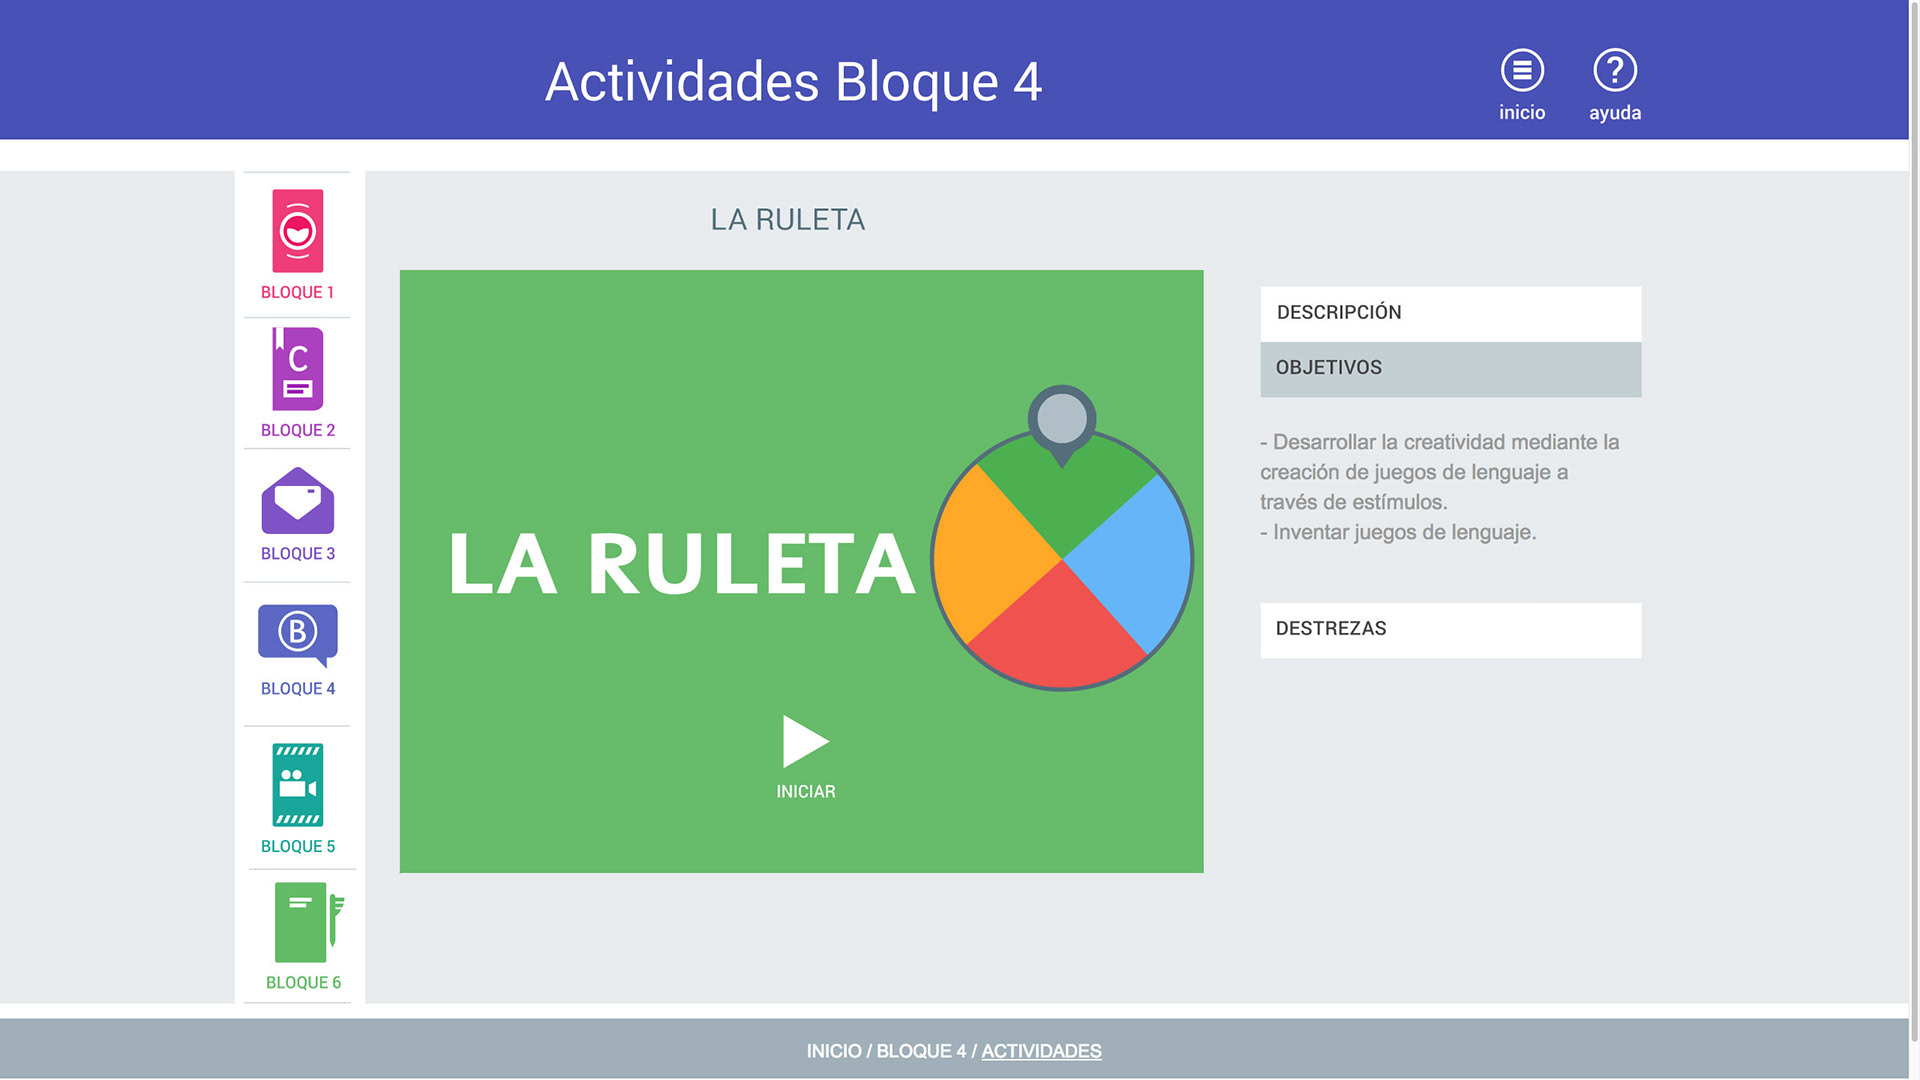 Actividades Bloque 4
inicio
ayuda
BLOQUE 1
C
BLOQUE 2
BLOQUE 3
B
BLOQUE 4
BLOQUE 5
BLOQUE 6
LA RULETA
LA RULETA
INICIAR
DESCRIPCIÓN
OBJETIVOS
- Desarrollar la creatividad mediante la
creación de juegos de lenguaje a
través de estímulos.
- Inventar juegos de lenguaje.
DESTREZAS
INICIO / BLOQUE 4 / ACTIVIDADES